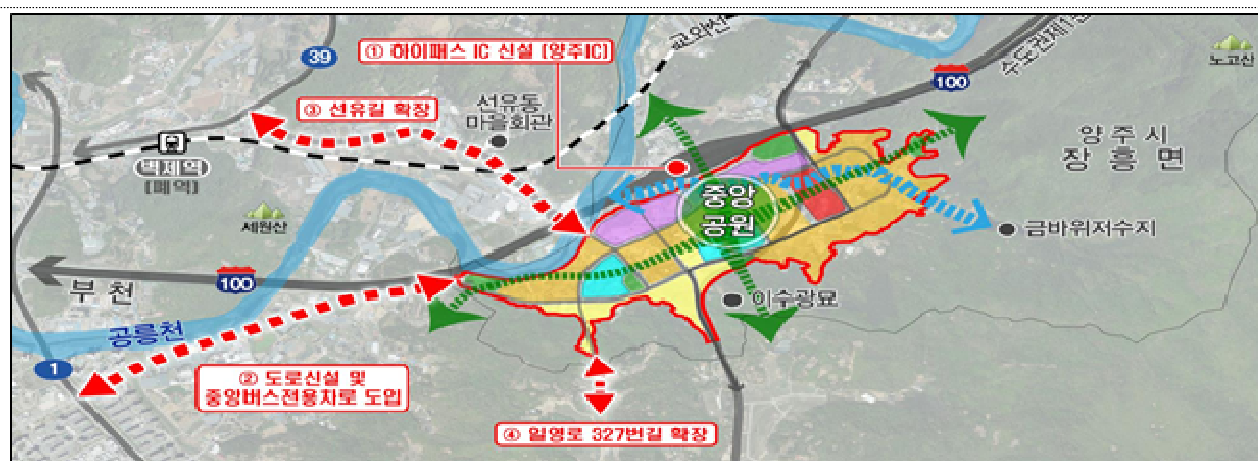 39
① 하이패스 IC 신설 (양주IC)
교외선
수도권제1순
100
노고산
③ 선유길 확장
선유동
마을회관
양주시
장흥면
벽제역
[폐역]
중앙
공원
세원산
금바위저수지
100
부천
이수광묘
공릉천
1
② 도로신설 및
중앙버스전용차로 도입
④ 일영로 327번길 확장